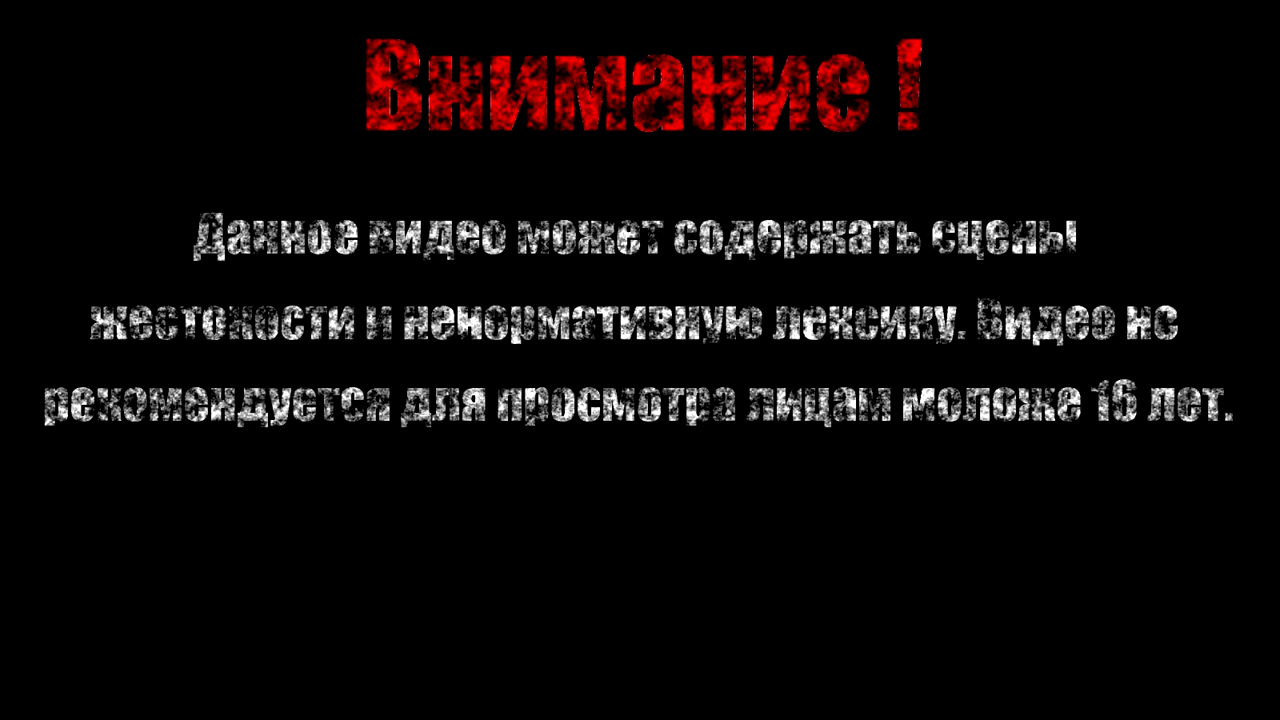 Внимание !
Данное видео может содержать сцены
жестокости и ненормативную лексику. Видео не
рекомендуется для просмотра лицам моложе 16 лет.